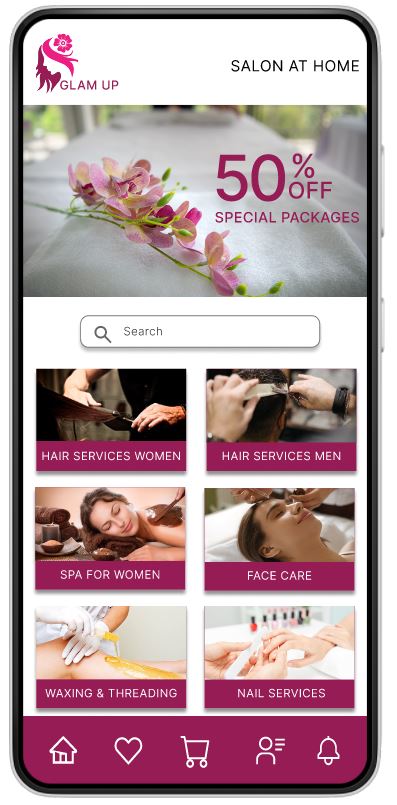 GLAM UP
SALON AT HOME
50% OFF
SPECIAL PACKAGES
Search
HAIR SERVICES WOMEN
HAIR SERVICES MEN
SPA FOR WOMEN
FACE CARE
WAXING & THREADING
NAIL SERVICES